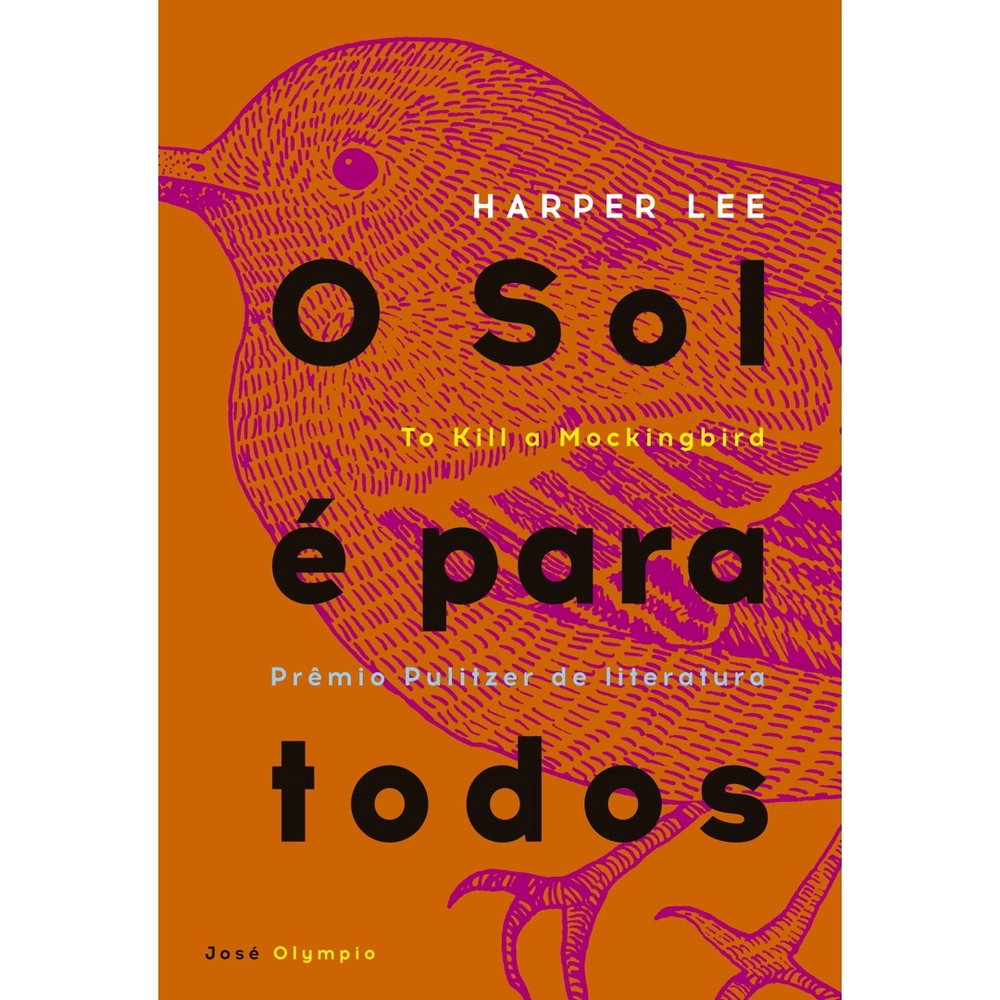 HARPER LEE
O Sol
To Kill a Mockingbird
é para
Prêmio Pulitzer de literatura
todos
José Olympio